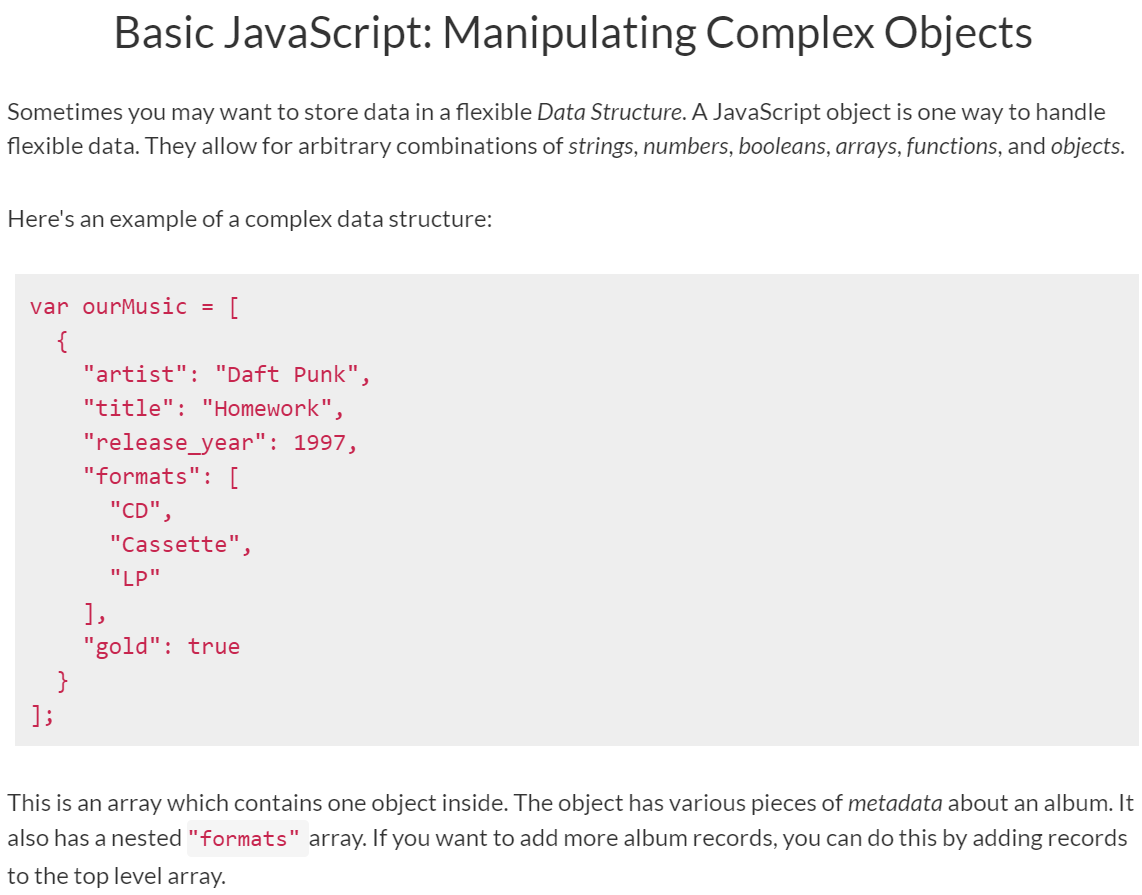 Basic JavaScript: Manipulating Complex Objects
Sometimes you may want to store data in a flexible Data Structure. A JavaScript object is one way to handle
flexible data. They allow for arbitrary combinations of strings, numbers, booleans, arrays, functions, and objects.
Here's an example of a complex data structure:
var ourMusic = [
  {
    "artist": "Daft Punk",
    "title": "Homework",
    "release_year": 1997,
    "formats": [
      "CD",
      "Cassette",
      "LP"
    ],
    "gold": true
  }
];
This is an array which contains one object inside. The object has various pieces of metadata about an album. It
also has a nested "formats" array. If you want to add more album records, you can do this by adding records
to the top level array.